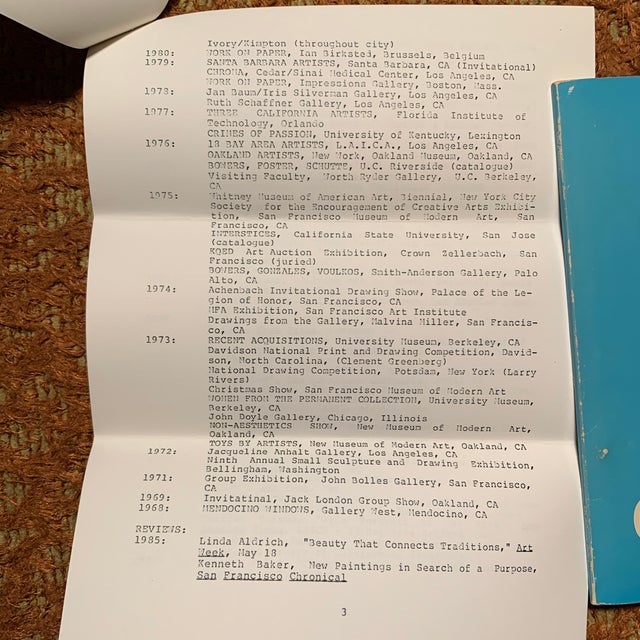 Ivory/Kimpton (throughout city)
1980: WORK ON PAPER, Ian Birksted, Brussels, Belgium
1979: SANTA BARBARA ARTISTS, Santa Barbara, CA (Invitational)
CHROMA, Cedar/Sinai Medical Center, Los Angeles, CA
WORK ON PAPER, Impressions Gallery, Boston, Mass.
1978: Jan Baum/Iris Silverman Gallery, Los Angeles, CA
Ruth Schaffner Gallery, Los Angeles, CA
1977: THREE CALIFORNIA ARTISTS, Florida Institute of
Technology, Orlando
CRIMES OF PASSION, University of Kentucky, Lexington
1976: 18 BAY AREA ARTISTS, L.A.I.C.A., Los Angeles, CA
OAKLAND ARTISTS, New Work, Oakland Museum, Oakland, CA
BOWERS, FOSTER, SCHUTTE, U.C. Riverside (catalogue)
Visiting Faculty, Worth Ryder Gallery, U.C. Berkeley,
CA
1975: Whitney Museum of American Art, Biennial, New York City
Society for the Encouragement of Creative Arts Exhibi-
tion, San Francisco Museum of Modern Art, San
Francisco, CA
INTERSTICES, California State University, San Jose
(catalogue)
KQED Art Auction Exhibition, Crown Zellerbach, San
Francisco (juried)
BOWERS, GONZALES, VOULKOS, Smith-Anderson Gallery, Palo
Alto, CA
1974: Achenbach Invitational Drawing Show, Palace of the Le-
gion of Honor, San Francisco, CA
MFA Exhibition, San Francisco Art Institute
Drawings from the Gallery, Malvina Miller, San Francis-
co, CA
1973: RECENT ACQUISITIONS, University Museum, Berkeley, CA
Davidson National Print and Drawing Competition, David-
son, North Carolina, (Clement Greenberg)
National Drawing Competition, Potsdam, New York (Larry
Rivers)
Christmas Show, San Francisco Museum of Modern Art
WOMEN FROM THE PERMANENT COLLECTION, University Museum,
Berkeley, CA
John Doyle Gallery, Chicago, Illinois
NON-AESTHETICS SHOW, New Museum of Modern Art,
Oakland, CA
TOYS BY ARTISTS, New Museum of Modern Art, Oakland, CA
1972: Jacqueline Anhalt Gallery, Los Angeles, CA
Ninth Annual Small Sculpture and Drawing Exhibition,
Bellingham, Washington
1971: Group Exhibition, John Bolles Gallery, San Francisco,
CA
1969: Invitatinal, Jack London Group Show, Oakland, CA
1968: MENDOCINO WINDOWS, Gallery West, Mendocino, CA
REVIEWS:
1985: Linda Aldrich, "Beauty That Connects Traditions," Art
Week, May 18
Kenneth Baker, New Paintings in Search of a Purpose,
San Francisco Chronical
3